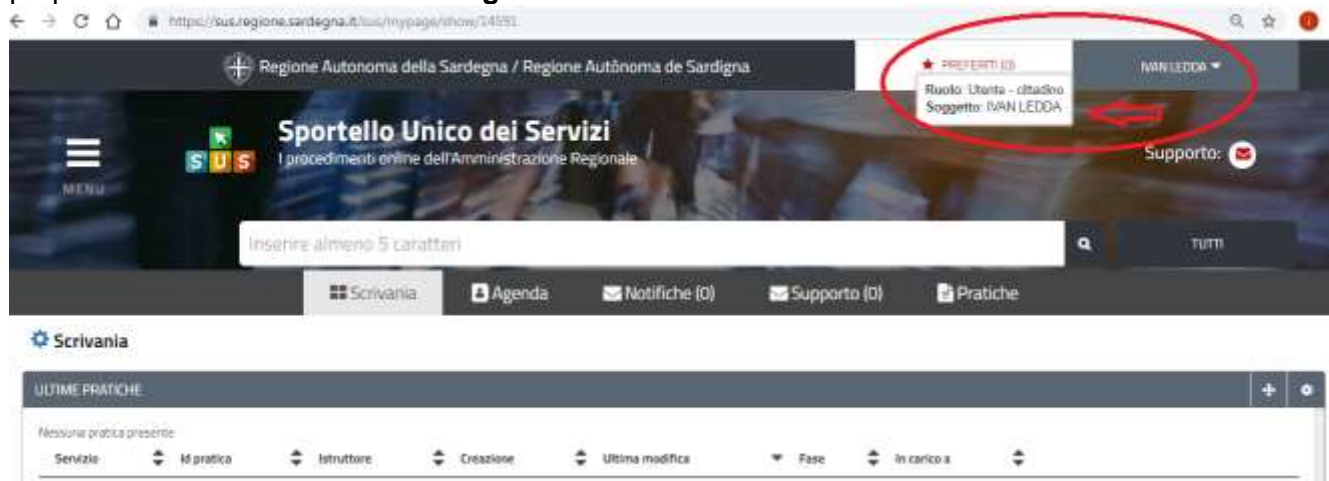 https://sus.regione.sardegna.it/sus/mypage/show/14591
Regione Autonoma della Sardegna / Regione Autònoma de Sardigna
PREFERITI (0)
IVAN LEDDA
Ruolo: Utente - cittadino
Soggetto: IVAN LEDDA
Sportello Unico dei Servizi
I procedimenti online dell'Amministrazione Regionale
SUS
MENU
Supporto:
Inserire almeno 5 caratteri
TUTTI
Scrivania
Agenda
Notifiche (0)
Supporto (0)
Pratiche
Scrivania
ULTIME PRATICHE
Nessuna pratica presente
Servizio Id pratica Istruttore Creazione Ultima modifica Fase In carico a